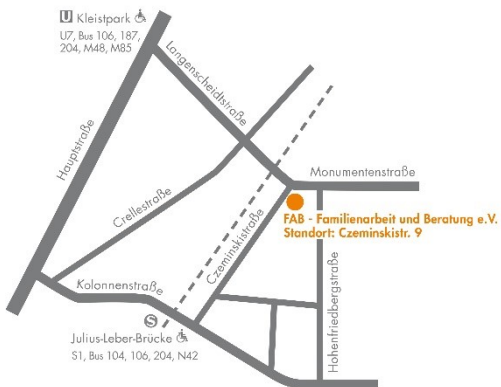 U Kleistpark
U7, Bus 106, 187,
204, M48, M85
Langenscheidtstraße
Hauptstraße
Monumentenstraße
Crellestraße
FAB - Familienarbeit und Beratung e.V.
Standort: Czeminskistr. 9
Czeminskistraße
Kolonnenstraße
Hohenfriedbergstraße
S
Julius-Leber-Brücke
S1, Bus 104, 106, 204, N42